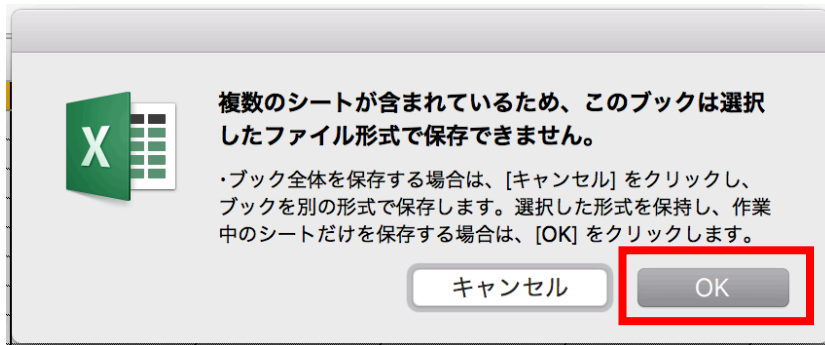 複数のシートが含まれているため、このブックは選択
したファイル形式で保存できません。
・ブック全体を保存する場合は、[キャンセル] をクリックし、
ブックを別の形式で保存します。選択した形式を保持し、作業
中のシートだけを保存する場合は、[OK] をクリックします。
キャンセル OK
X